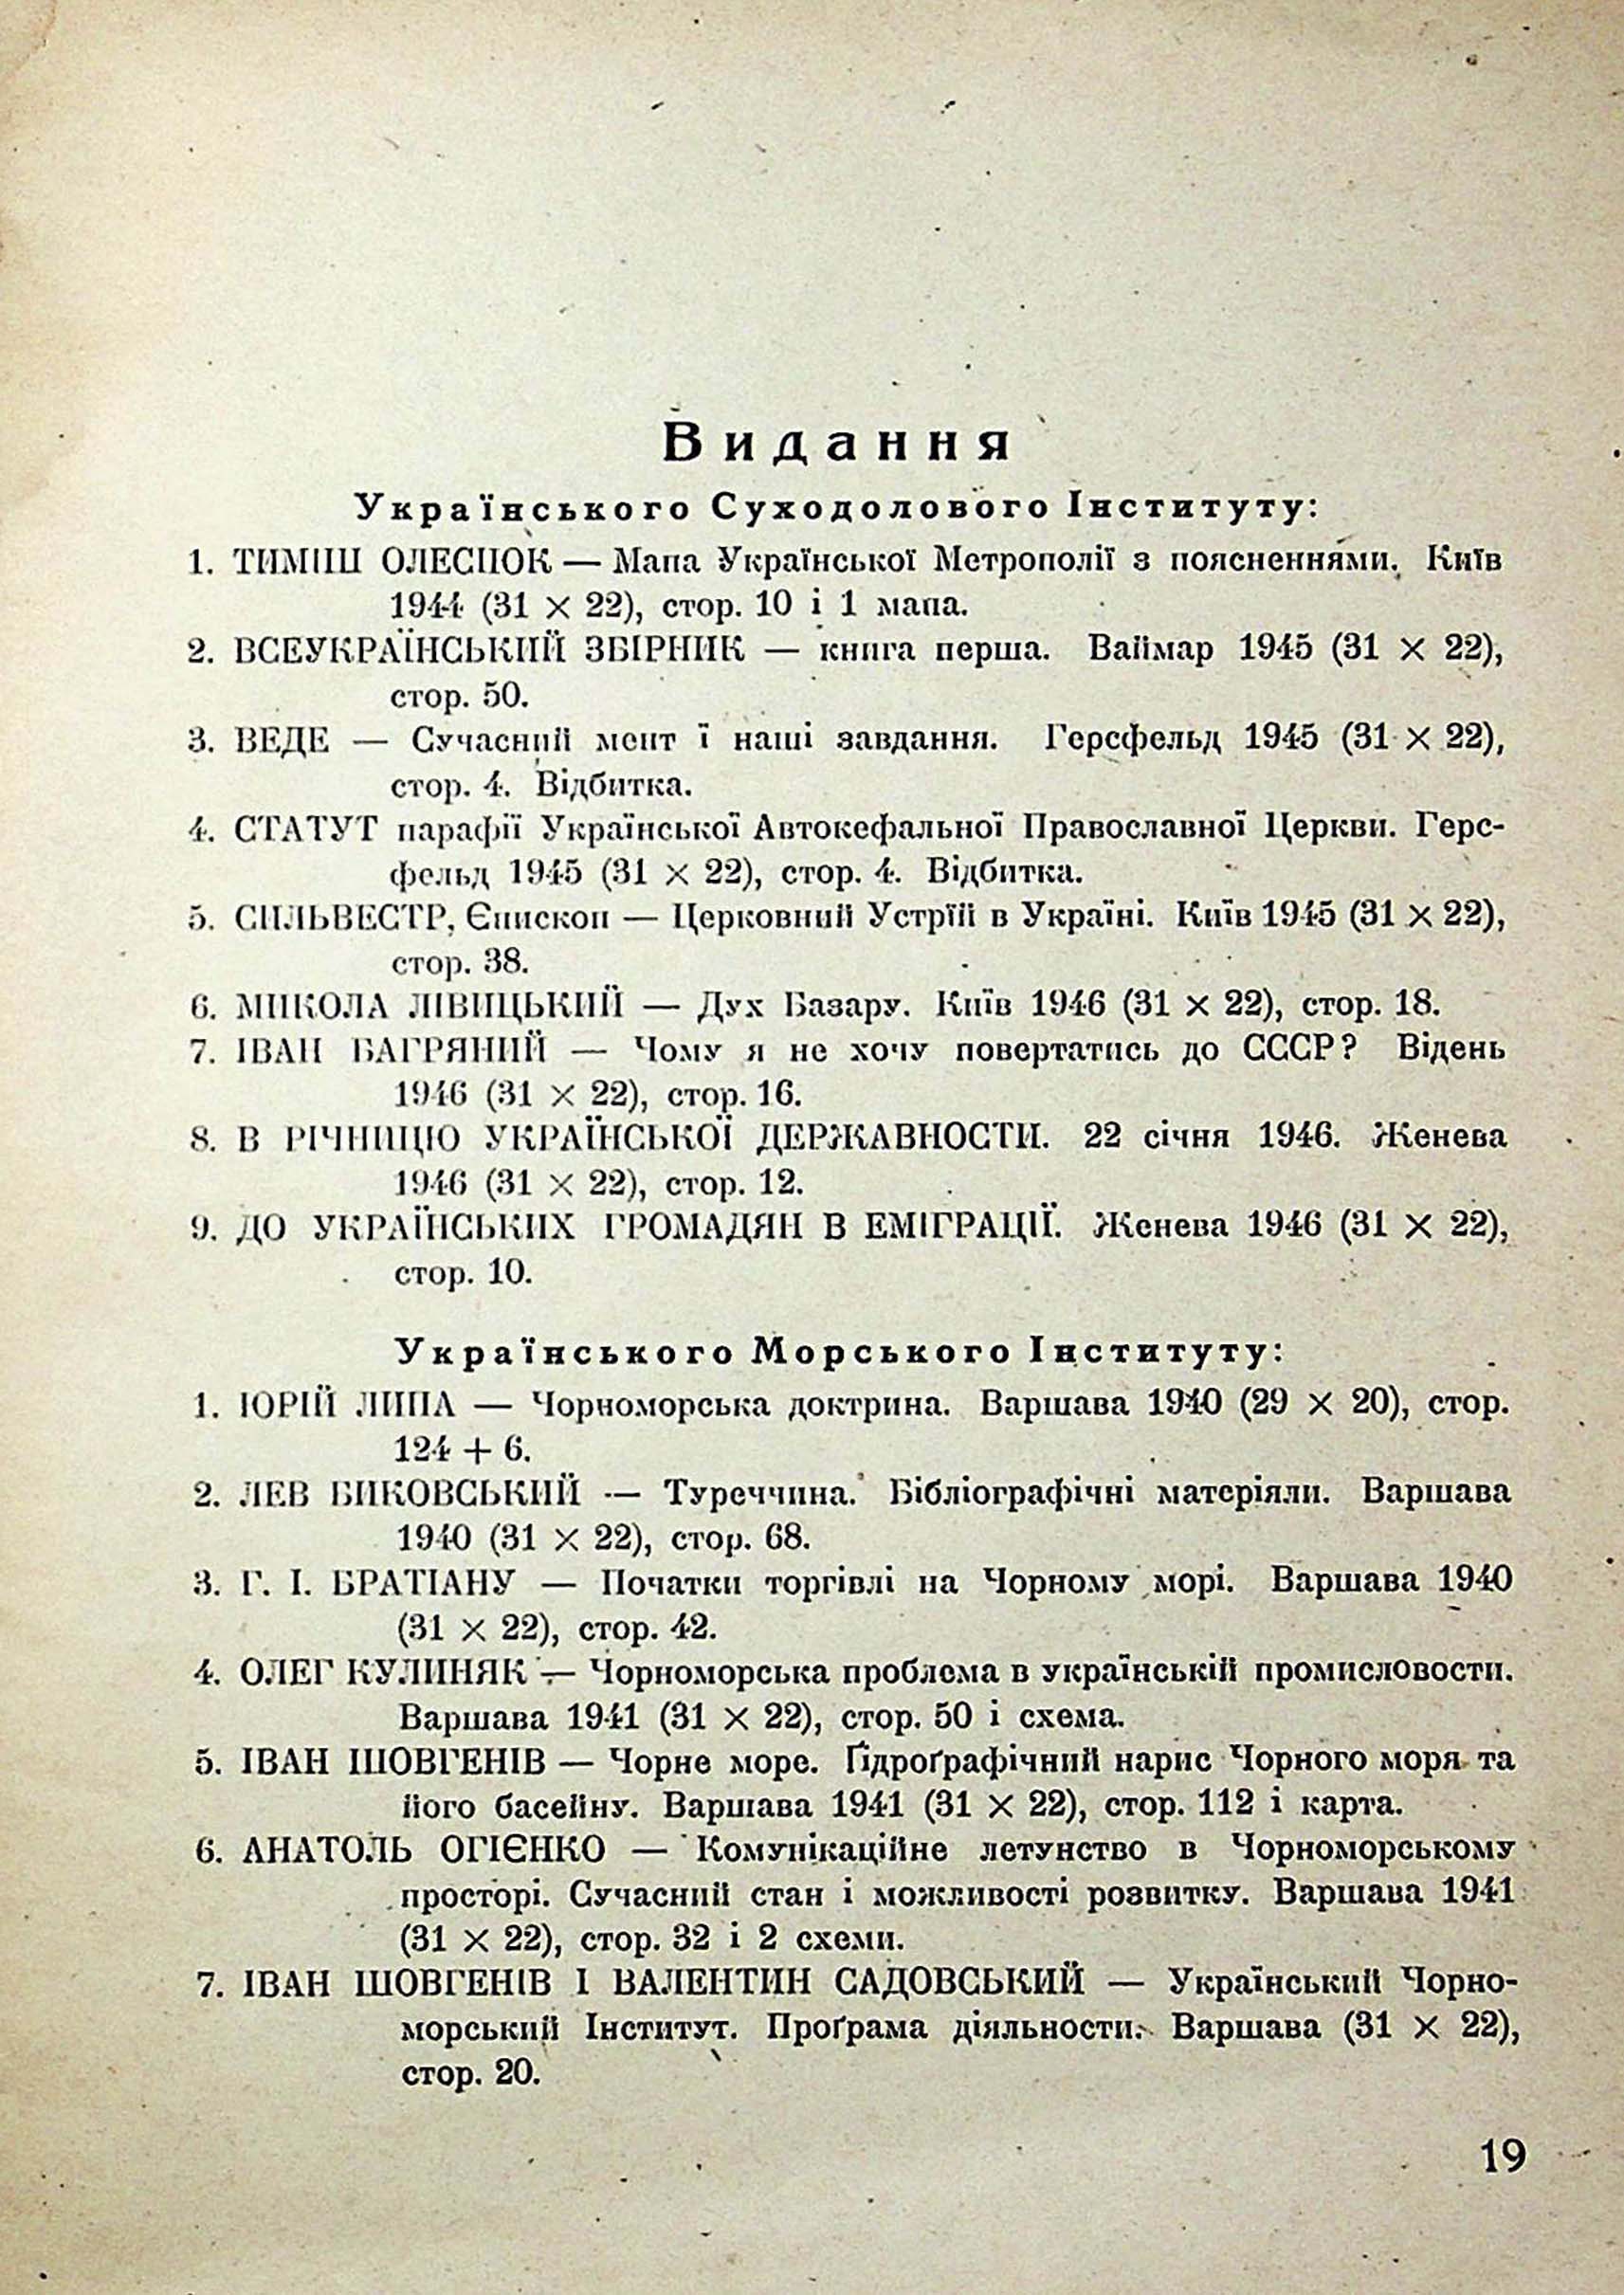 Видання
Українського Суходолового Інституту:
1. ТИМІШ ОЛЕСІЮК — Мапа Української Метрополії з поясненнями. Київ
1944 (31 × 22), стор. 10 і 1 мапа.
2. ВСЕУКРАЇНСЬКИЙ ЗБІРНИК — книга перша. Ваймар 1945 (31 × 22),
стор. 50.
3. ВЕДЕ — Сучасний мент ї наші завдання. Герсфельд 1945 (31 × 22),
стор. 4. Відбитка.
4. СТАТУТ парафії Української Автокефальної Православної Церкви. Герс-
фельд 1945 (31 × 22), стор. 4. Відбитка.
5. СИЛЬВЕСТР, Єпископ — Церковний Устрій в Україні. Київ 1945 (31 × 22),
стор. 38.
6. МИКОЛА ЛІВИЦЬКИЙ — Дух Базару. Київ 1946 (31 × 22), стор. 18.
7. ІВАН БАГРЯНИЙ — Чому я не хочу повертатись до СССР? Відень
1946 (31 × 22), стор. 16.
8. В РІЧНИЦЮ УКРАЇНСЬКОЇ ДЕРЖАВНОСТИ. 22 січня 1946. Женева
1946 (31 × 22), стор. 12.
9. ДО УКРАЇНСЬКИХ ГРОМАДЯН В ЕМІГРАЦІЇ. Женева 1946 (31 × 22),
стор. 10.
Українського Морського Інституту:
1. ЮРІЙ ЛИПА — Чорноморська доктрина. Варшава 1940 (29 × 20), стор.
124 + 6.
2. ЛЕВ БИКОВСЬКИЙ — Туреччина. Бібліографічні матеріяли. Варшава
1940 (31 × 22), стор. 68.
3. Г. І. БРАТІАНУ — Початки торгівлі на Чорному морі. Варшава 1940
(31 × 22), стор. 42.
4. ОЛЕГ КУЛИНЯК — Чорноморська проблема в українській промисловости.
Варшава 1941 (31 × 22), стор. 50 і схема.
5. ІВАН ШОВГЕНІВ — Чорне море. Гідроґрафічний нарис Чорного моря та
його басейну. Варшава 1941 (31 × 22), стор. 112 і карта.
6. АНАТОЛЬ ОГІЄНКО — Комунікаційне летунство в Чорноморському
просторі. Сучасний стан і можливості розвитку. Варшава 1941
(31 × 22), стор. 32 і 2 схеми.
7. ІВАН ШОВГЕНІВ І ВАЛЕНТИН САДОВСЬКИЙ — Український Чорно-
морський Інститут. Проґрама діяльности. Варшава (31 × 22),
стор. 20.
19